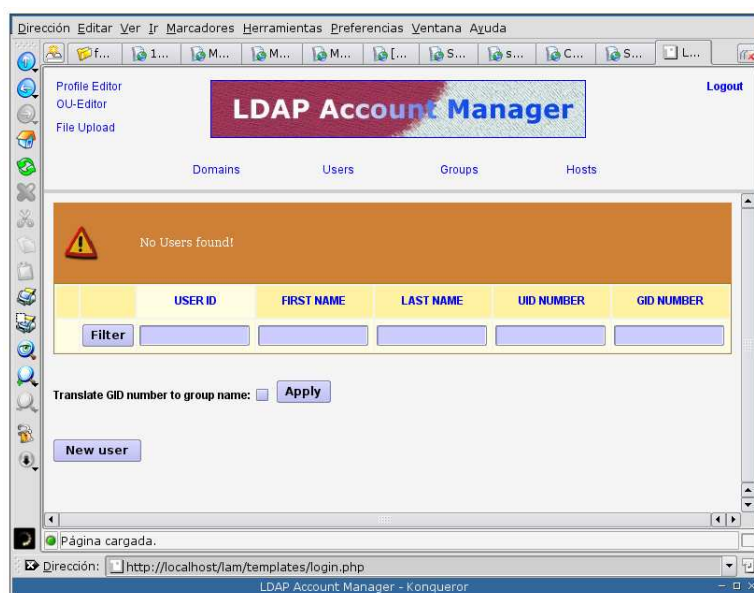 Dirección Editar Ver Ir Marcadores Herramientas Preferencias Ventana Ayuda
f... 1... M... M... M... [... S... s... C... S... L...
Profile Editor
OU-Editor
File Upload
LDAP Account Manager
Logout
Domains Users Groups Hosts
No Users found!
USER ID FIRST NAME LAST NAME UID NUMBER GID NUMBER
Filter
Translate GID number to group name: Apply
New user
Página cargada.
Dirección: http://localhost/lam/templates/login.php
LDAP Account Manager - Konqueror